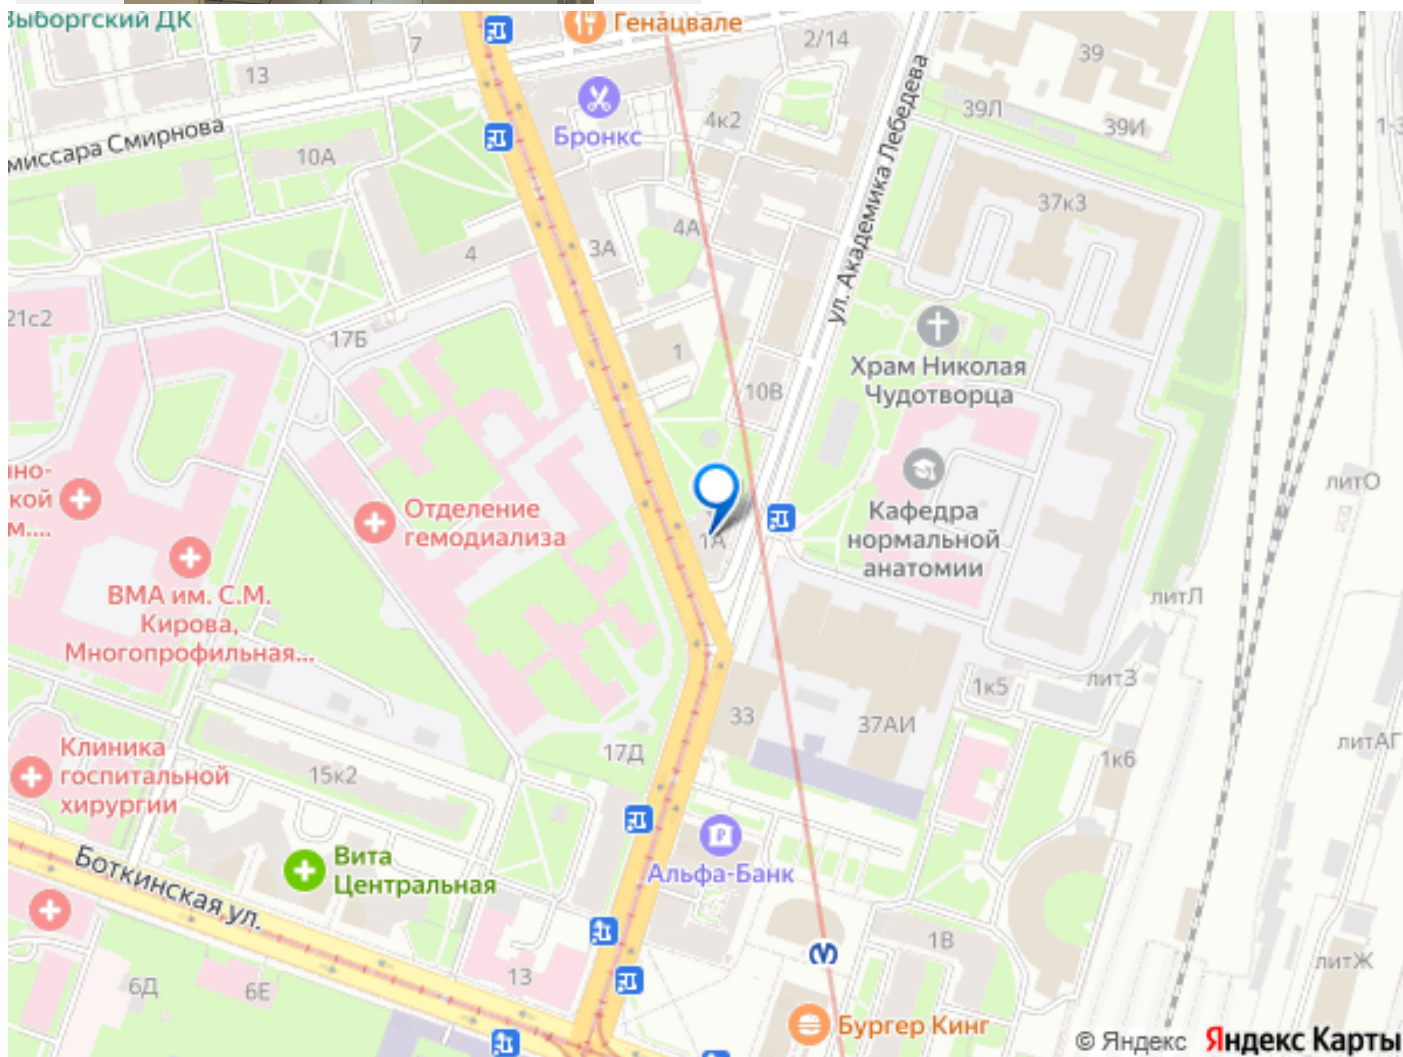 Выборгский ДК
Генацвале
7
2/14
39
13
Бронкс
4к2
39Л
39И
миссара Смирнова
10А
ул. Академика Лебедева
37к3
4А
3А
4
21с2
17Б
1
Храм Николая
Чудотворца
10В
но-
кой
м....
Отделение
гемодиализа
1А
Кафедра
нормальной
анатомии
литО
ВМА им. С.М.
Кирова,
Многопрофильная...
литЛ
литЗ
1к5
33
37АИ
17Д
литАГ
1к6
Клиника
госпитальной
хирургии
15к2
Вита
Центральная
Альфа-Банк
Боткинская ул.
1В
13
6Д
6Е
литЖ
Бургер Кинг
© Яндекс Яндекс Карты